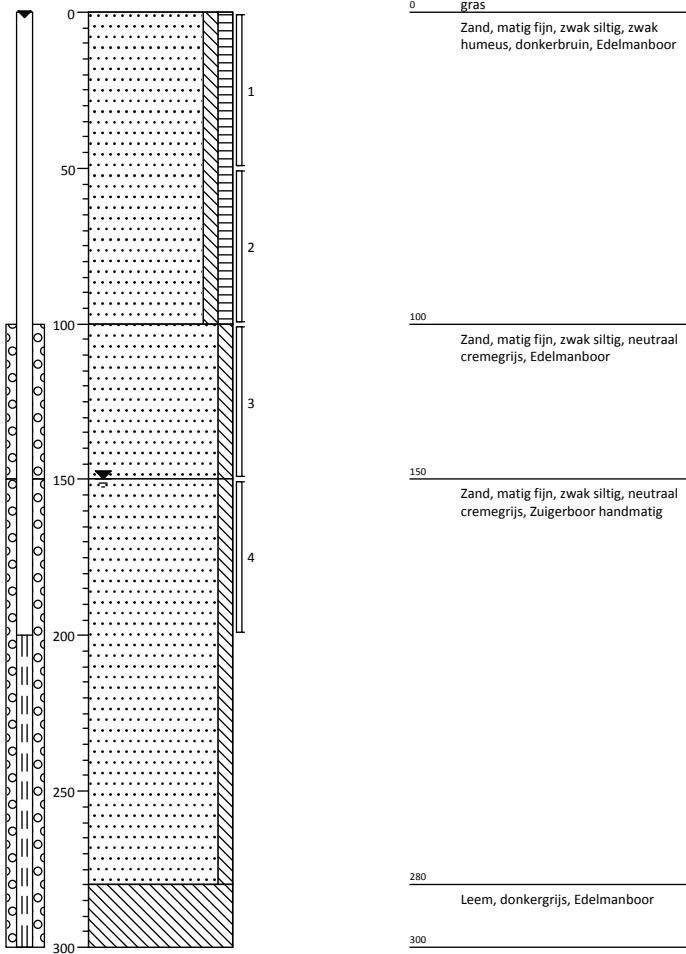 0
50
100
150
200
250
300
1
2
3
4
0
gras
Zand, matig fijn, zwak siltig, zwak
humeus, donkerbruin, Edelmanboor
100
Zand, matig fijn, zwak siltig, neutraal
cremegrijs, Edelmanboor
150
Zand, matig fijn, zwak siltig, neutraal
cremegrijs, Zuigerboor handmatig
280
Leem, donkergrijs, Edelmanboor
300